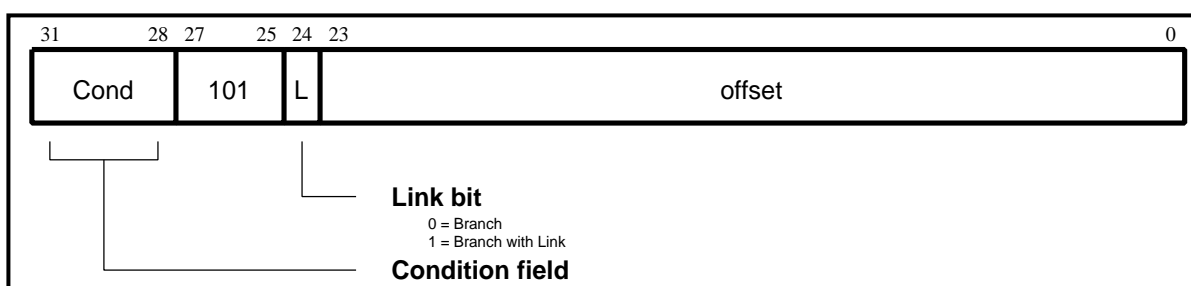 31 28 27 25 24 23 0
Cond 101 L offset
Link bit
0 = Branch
1 = Branch with Link
Condition field